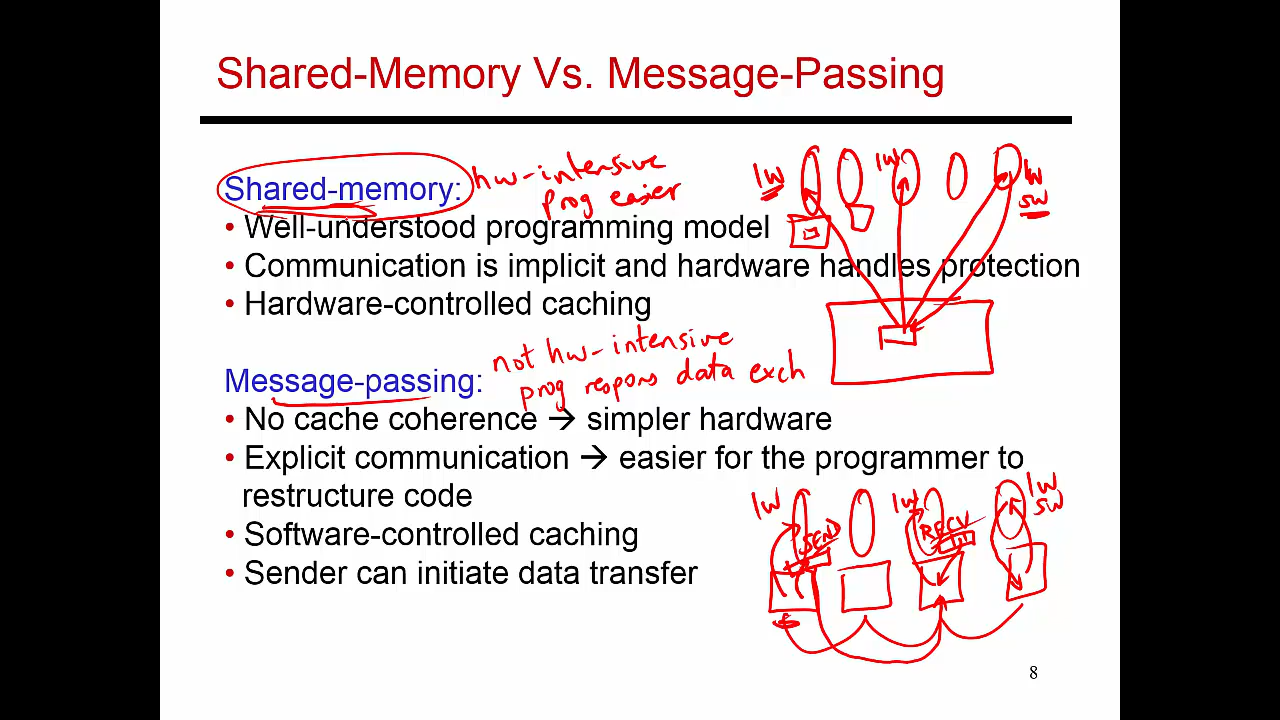 Shared-Memory Vs. Message-Passing
Shared-memory:
hw-intensive
prog easier
• Well-understood programming model
• Communication is implicit and hardware handles protection
• Hardware-controlled caching
lw
lw
lw
sw
Message-passing:
not hw-intensive
prog respons data exch
• No cache coherence → simpler hardware
• Explicit communication → easier for the programmer to
restructure code
• Software-controlled caching
• Sender can initiate data transfer
lw
SEND
lw
RECV
lw
sw
8